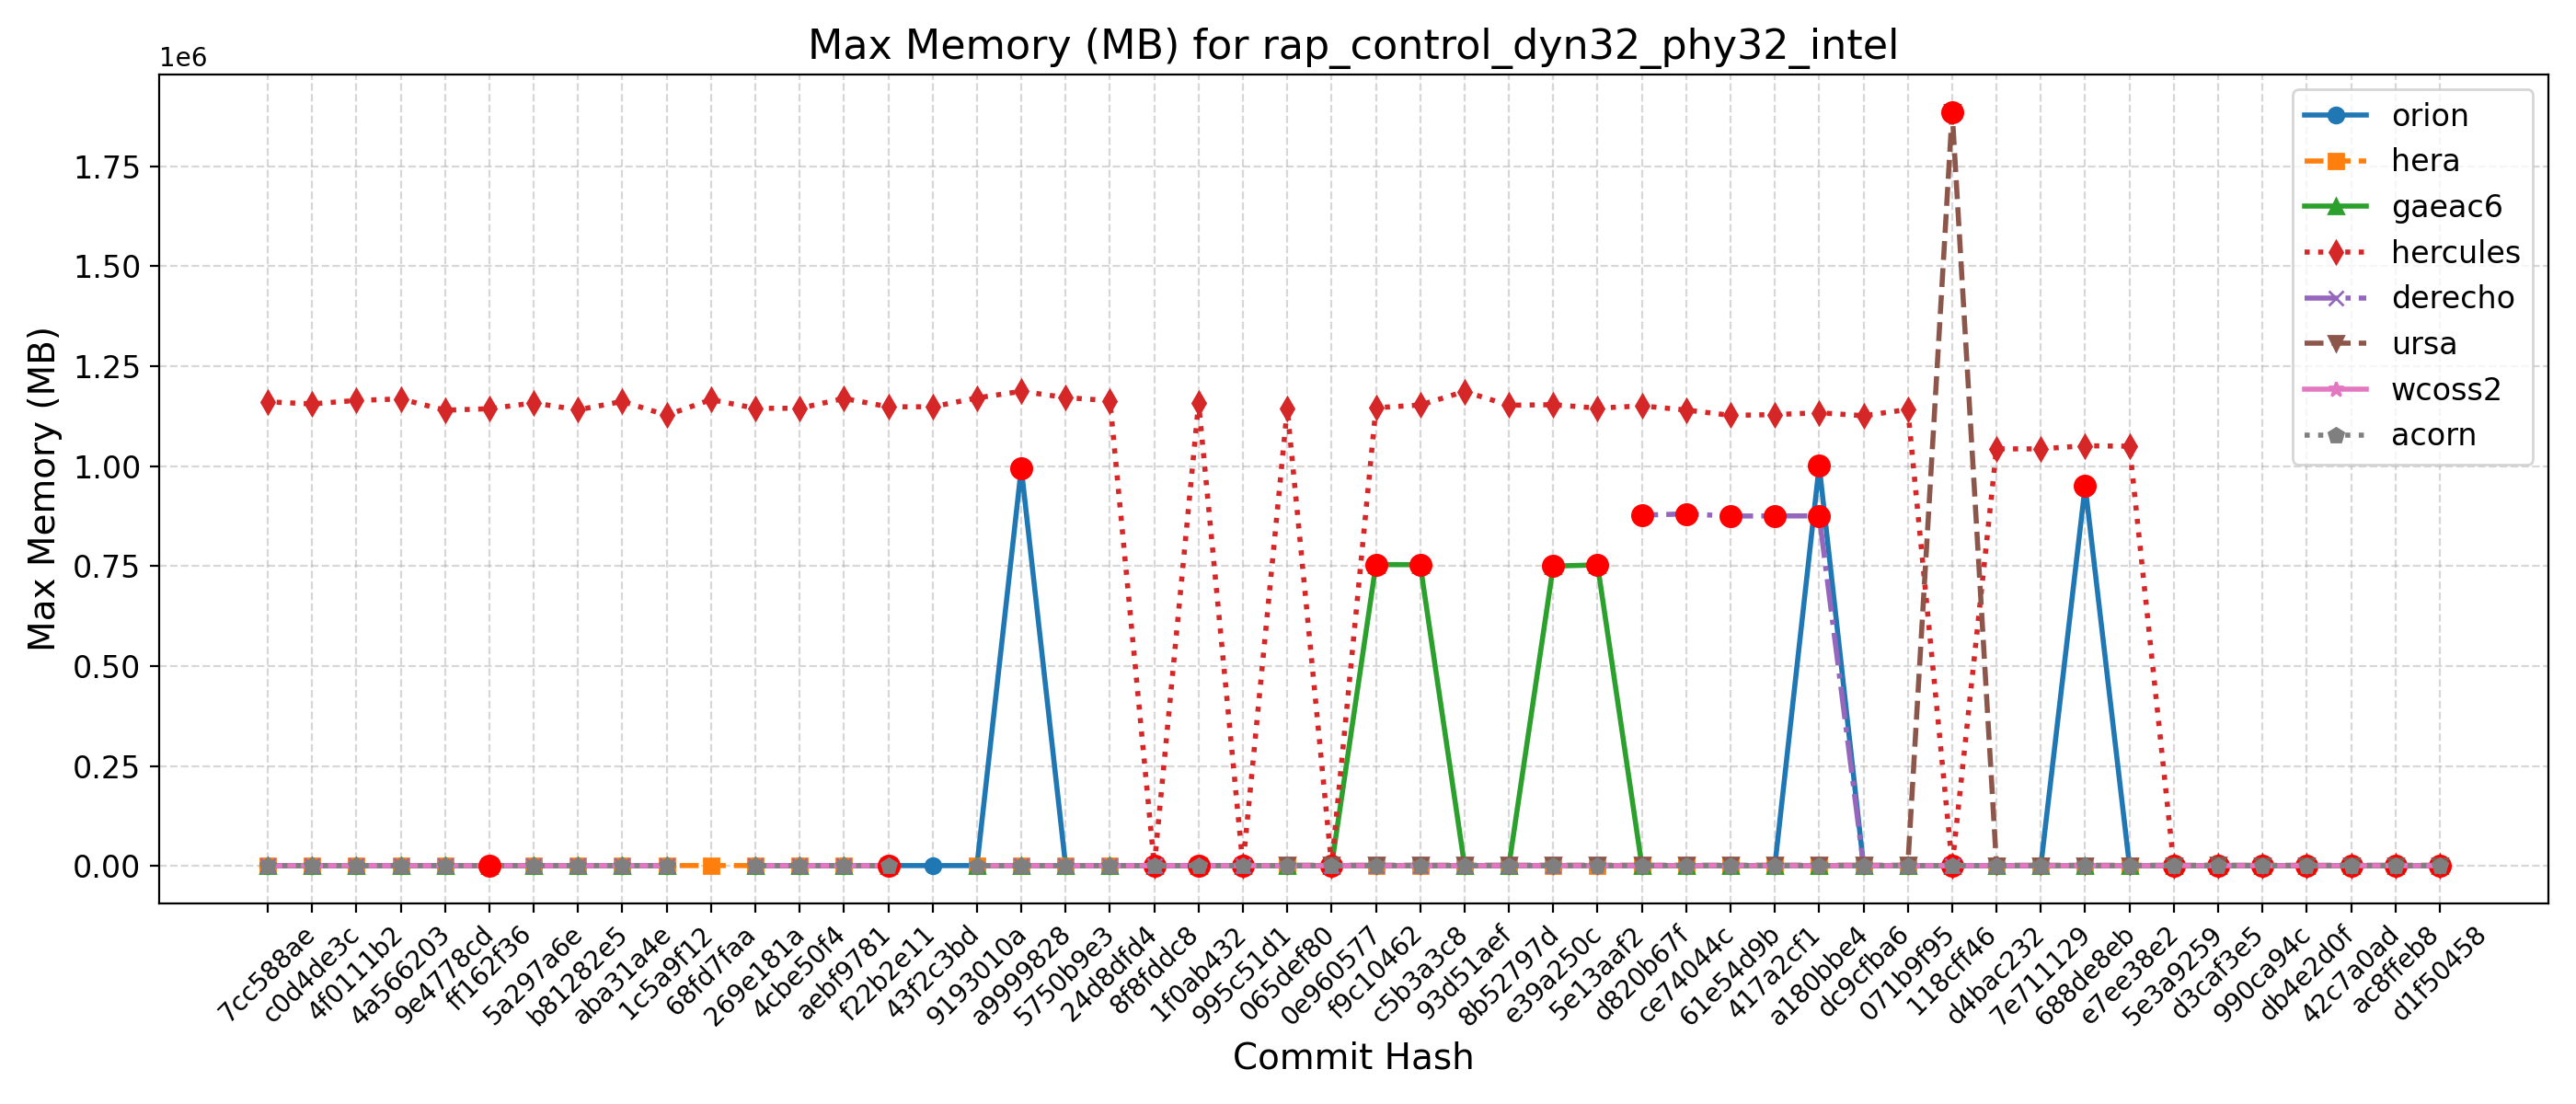 Max Memory (MB) for rap_control_dyn32_phy32_intel
1e6
1.75
1.50
1.25
1.00
0.75
0.50
0.25
0.00
Max Memory (MB)
orion
hera
gaeac6
hercules
derecho
ursa
wcoss2
acorn
7cc588ae
c0d4de3c
4f0111b2
4a566203
9e4778cd
ff162f36
5a297a6e
b81282e5
aba31a4e
1c5a9f12
68fd7faa
269e181a
4cbe50f4
aebf9781
f22b2e11
43f2c3bd
9193010a
a9999828
5750b9e3
24d8dfd4
8f8fddc8
1f0ab432
995c51d1
065def80
0e960577
f9c10462
c5b3a3c8
93d51aef
8b52797d
e39a250c
5e13aaf2
d820b67f
ce74044c
61e54d9b
417a2cf1
a180bbe4
dc9cfba6
071b9f95
118cff46
d4bac232
7e711129
688de8eb
e7ee38e2
5e3a9259
d3caf3e5
990ca94c
db4e2d0f
42c7a0ad
ac8ffeb8
d1f50458
Commit Hash